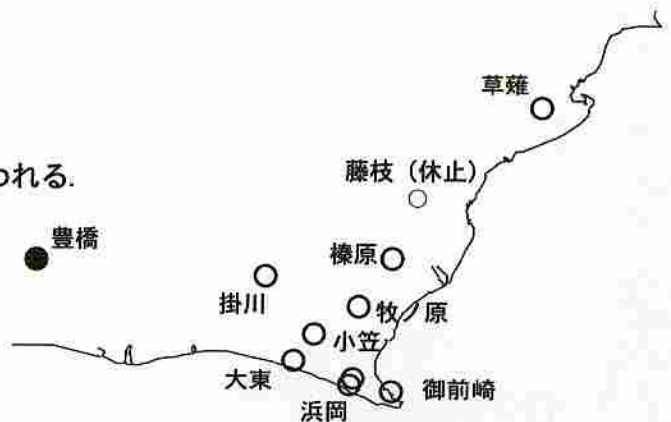 草薙
われる.
藤枝（休止）
豊橋
榛原
掛川
牧ノ原
小笠
大東
浜岡
御前崎